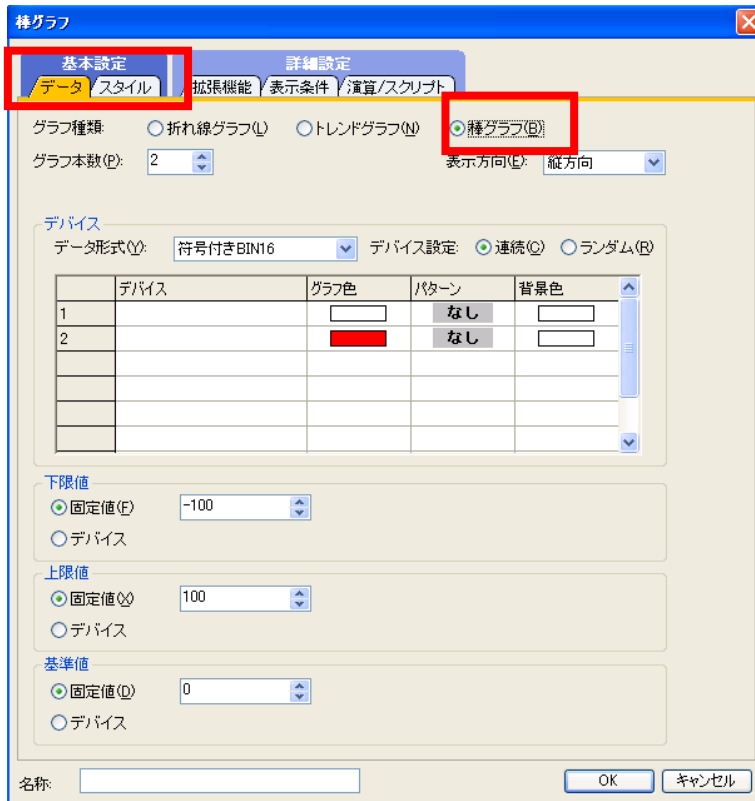 棒グラフ
基本設定 詳細設定
データ スタイル 拡張機能 表示条件 演算/スクリプト
グラフ種類: 折れ線グラフ(L) トレンドグラフ(N) 棒グラフ(B)
グラフ本数(P): 2 表示方向(E): 縦方向
デバイス
データ形式(Y): 符号付きBIN16 デバイス設定: 連続(C) ランダム(R)
デバイス グラフ色 パターン 背景色
1 なし
2 なし
下限値
固定値(F) -100
デバイス
上限値
固定値(X) 100
デバイス
基準値
固定値(D) 0
デバイス
名称: OK キャンセル